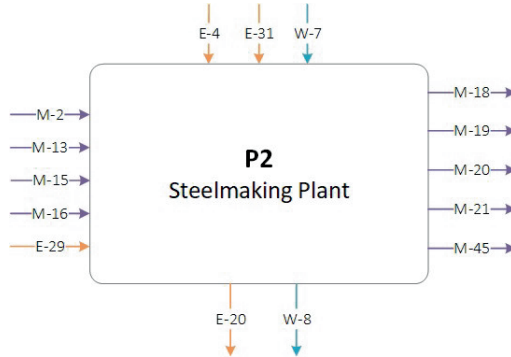 E-4
E-31
W-7
M-2
M-13
M-15
M-16
E-29
P2
Steelmaking Plant
M-18
M-19
M-20
M-21
M-45
E-20
W-8